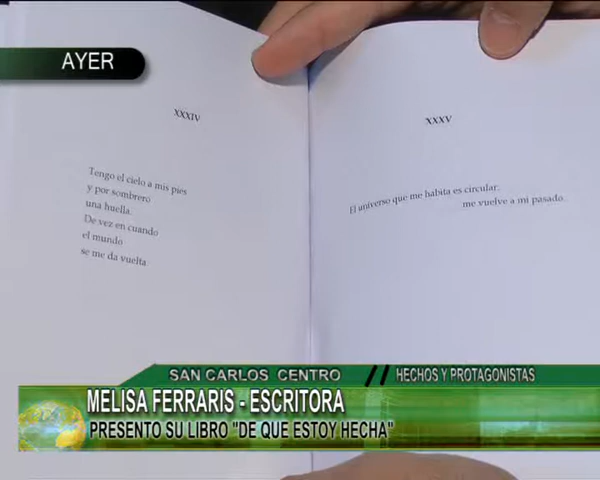 AYER
XXXIV
Tengo el cielo a mis pies
y por sombrero
una huella.
De vez en cuando
el mundo
se me da vuelta
XXXV
El universo que me habita es circular:
me vuelve a mi pasado.
SAN CARLOS CENTRO // HECHOS Y PROTAGONISTAS
MELISA FERRARIS - ESCRITORA
PRESENTO SU LIBRO "DE QUE ESTOY HECHA"